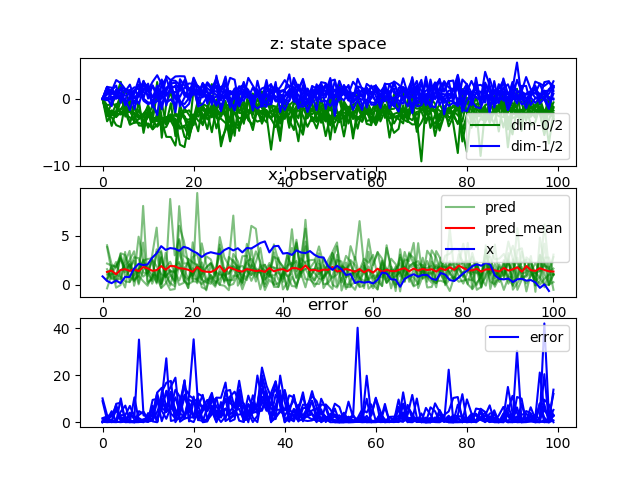 z: state space
0
−10
dim-0/2
dim-1/2
0 20 40 60 80 100
x: observation
5
0
pred
pred_mean
x
0 20 40 60 80 100
error
40
20
0
error
0 20 40 60 80 100